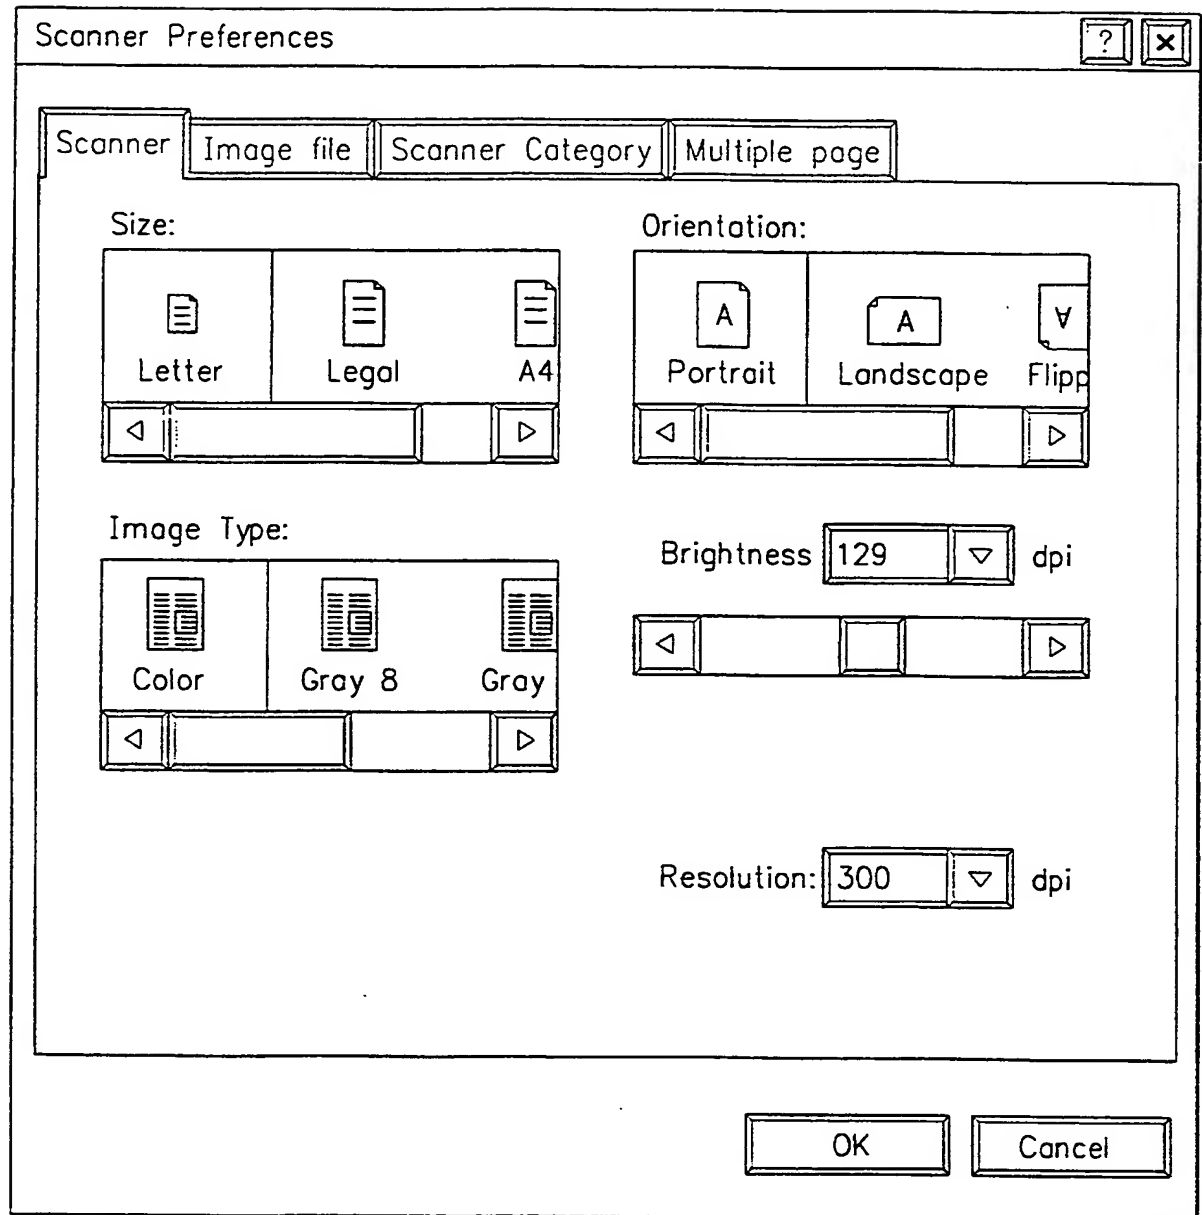 Scanner Preferences ?
Scanner Image file Scanner Category Multiple page
Size:
Letter Legal A4
Orientation:
A A A
Portrait Landscape Flipp
Image Type:
Color Gray 8 Gray
Brightness 129 dpi
Resolution: 300 dpi
OK Cancel